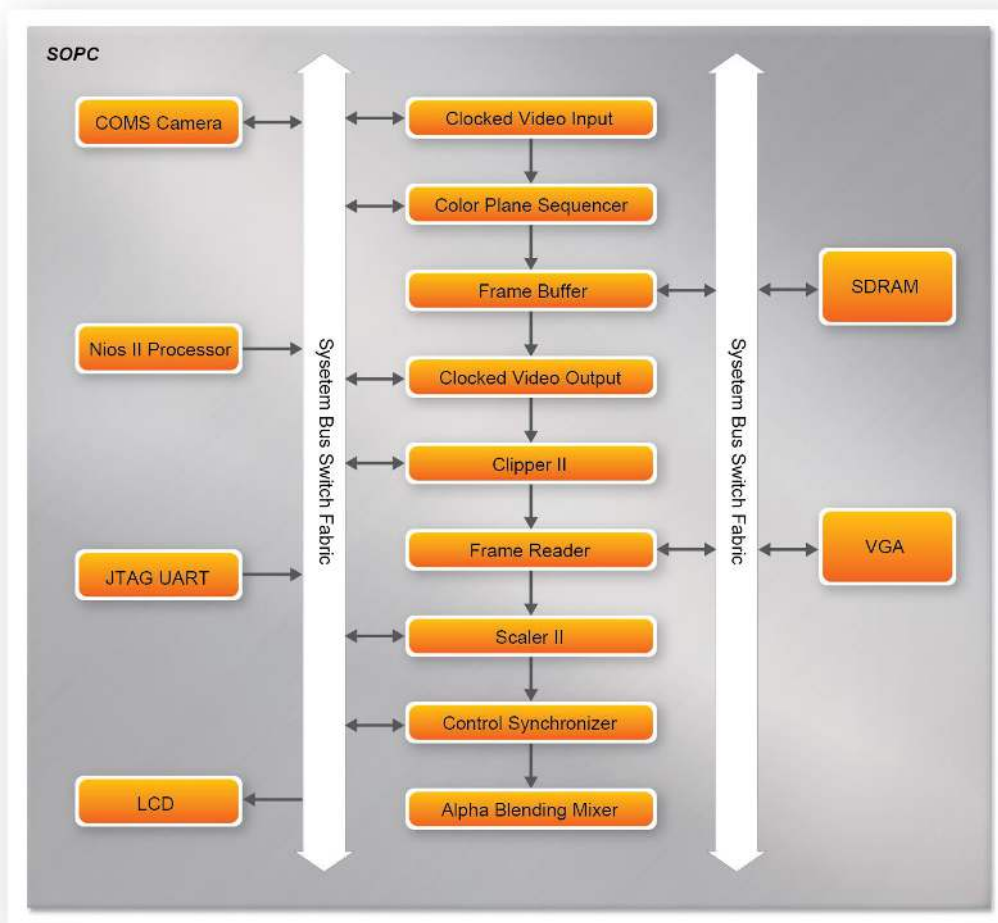 SOPC
COMS Camera
Nios II Processor
JTAG UART
LCD
Sysetem Bus Switch Fabric
Clocked Video Input
Color Plane Sequencer
Frame Buffer
Clocked Video Output
Clipper II
Frame Reader
Scaler II
Control Synchronizer
Alpha Blending Mixer
Sysetem Bus Switch Fabric
SDRAM
VGA